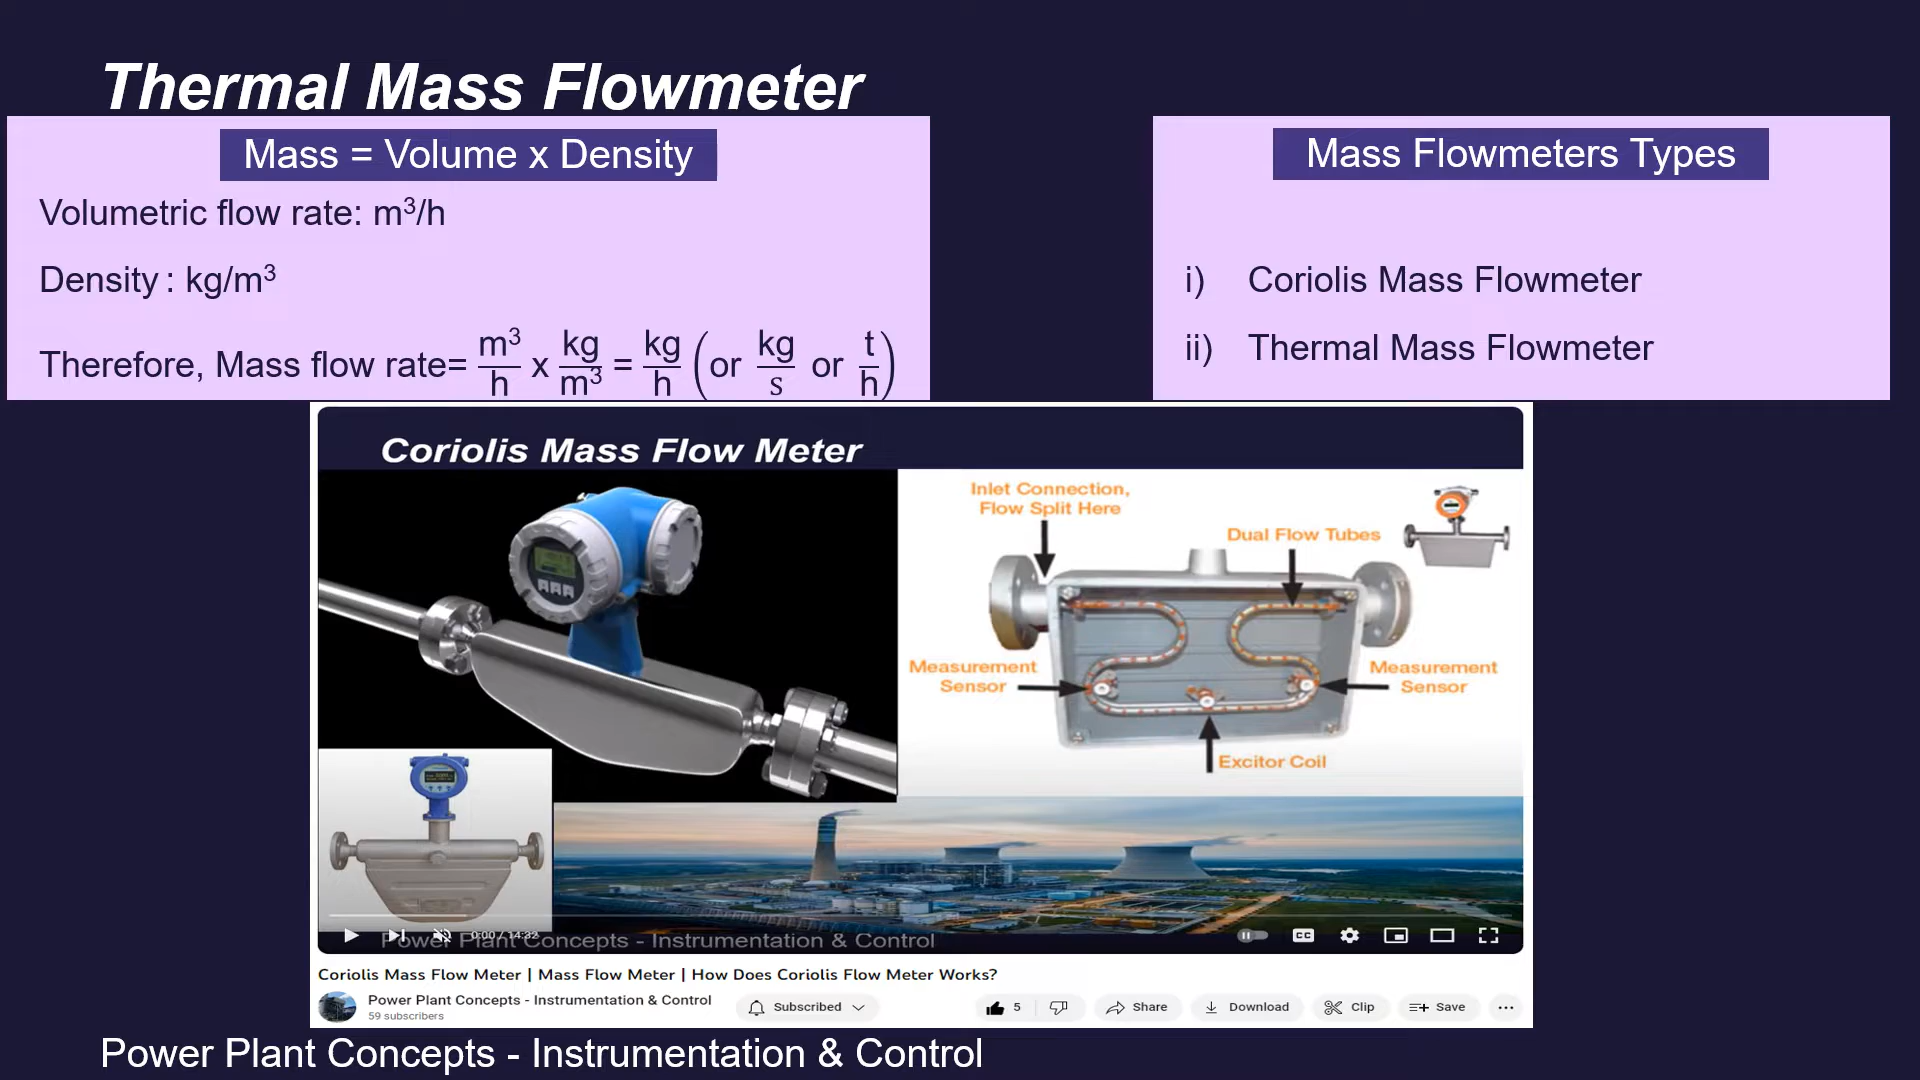 Thermal Mass Flowmeter
Mass = Volume x Density
Volumetric flow rate: m³/h
Density : kg/m³
Therefore, Mass flow rate= m³/h x kg/m³ = kg/h (or kg/s or t/h)
Mass Flowmeters Types
i) Coriolis Mass Flowmeter
ii) Thermal Mass Flowmeter
Coriolis Mass Flow Meter
Inlet Connection,
Flow Split Here
Dual Flow Tubes
Measurement
Sensor
Measurement
Sensor
Excitor Coil
0:00 / 14:32
Power Plant Concepts - Instrumentation & Control
CC
Coriolis Mass Flow Meter | Mass Flow Meter | How Does Coriolis Flow Meter Works?
Power Plant Concepts - Instrumentation & Control
59 subscribers
Subscribed
5
Share
Download
Clip
Save
Power Plant Concepts - Instrumentation & Control